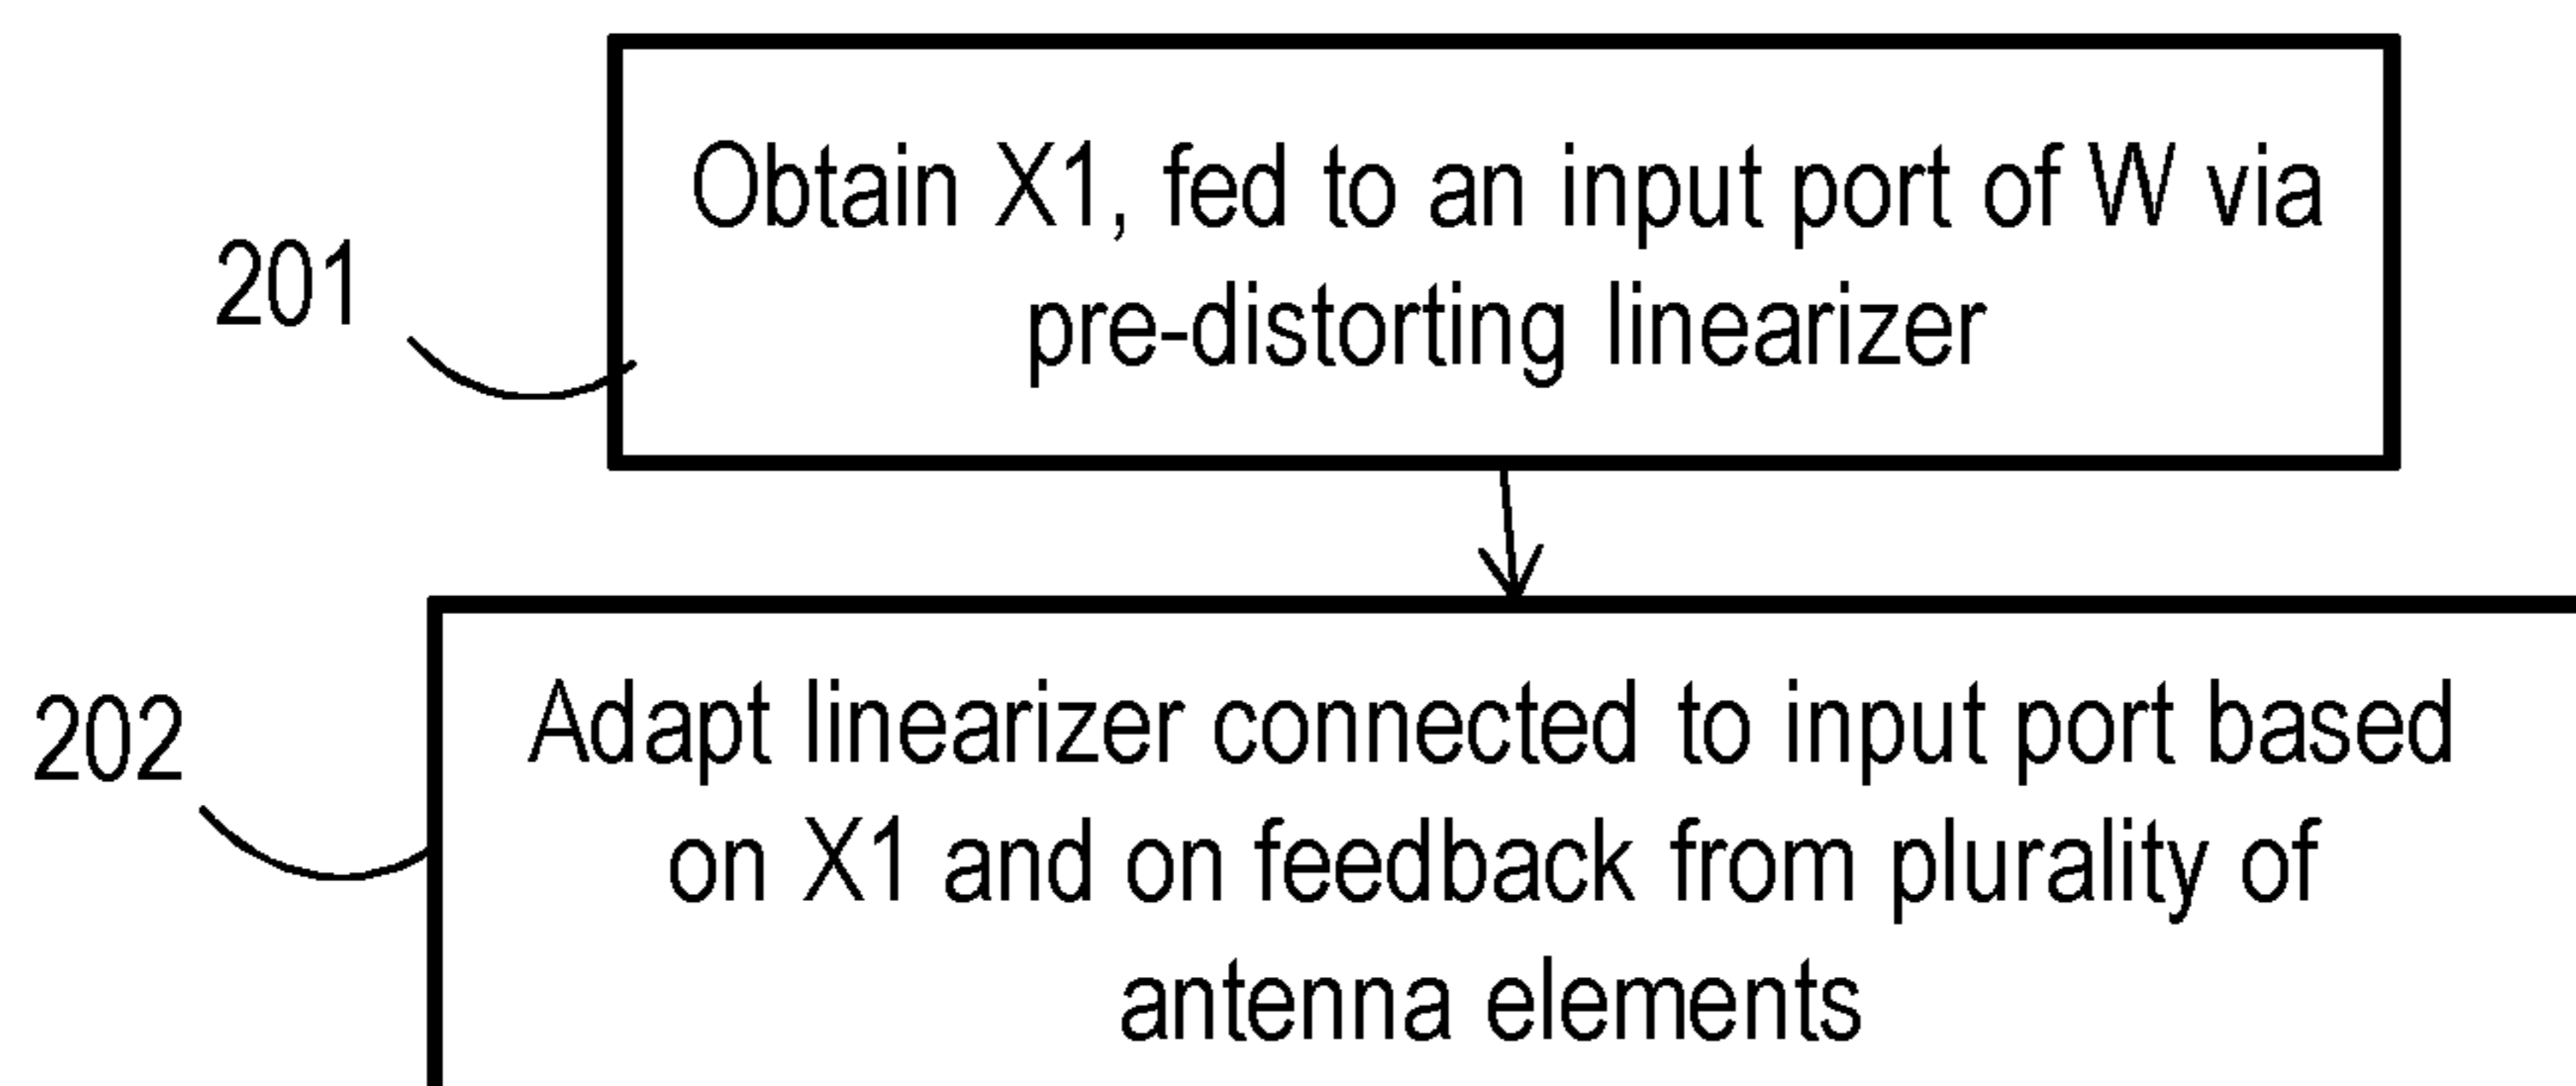 Obtain X1, fed to an input port of W via
pre-distorting linearizer
201
Adapt linearizer connected to input port based
on X1 and on feedback from plurality of
antenna elements
202